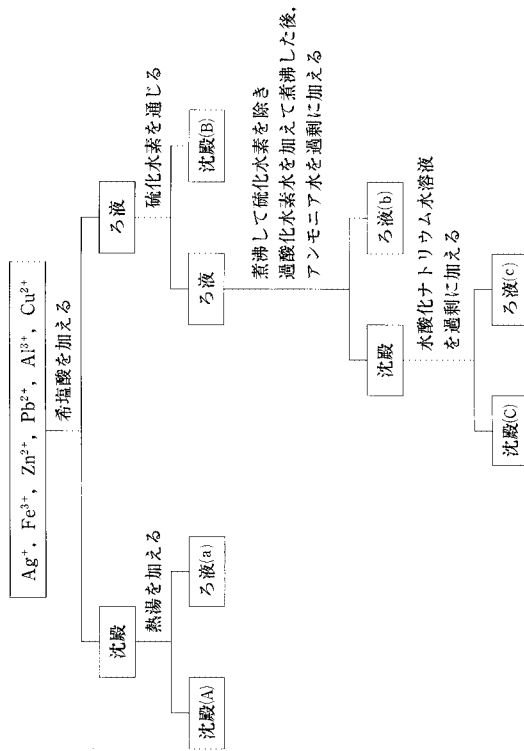 Ag⁺, Fe³⁺, Zn²⁺, Pb²⁺, Al³⁺, Cu²⁺
希塩酸を加える
沈殿
ろ液
熱湯を加える
硫化水素を通じる
沈殿(A)
ろ液(a)
ろ液
沈殿(B)
煮沸して硫化水素を除き
過酸化水素水を加えて煮沸した後,
アンモニア水を過剰に加える
沈殿
ろ液(b)
水酸化ナトリウム水溶液
を過剰に加える
沈殿(C)
ろ液(c)